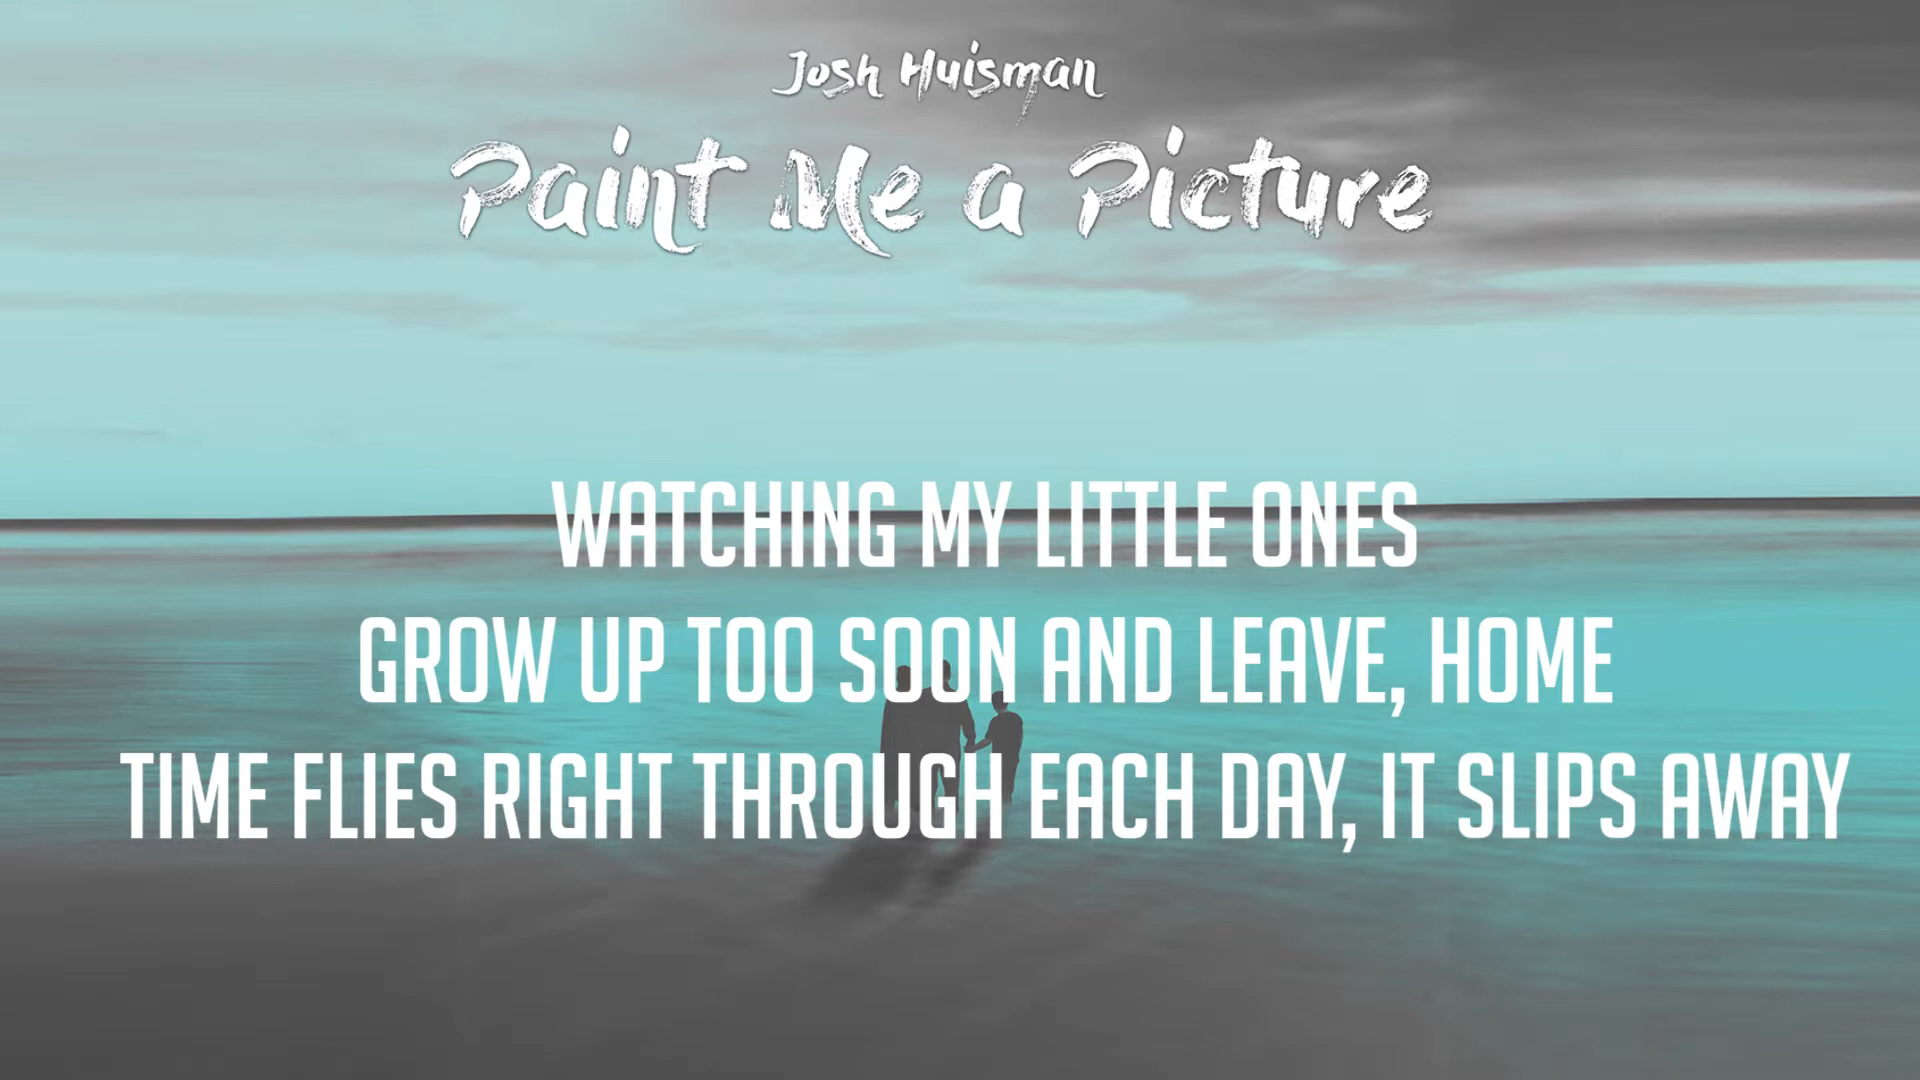 Josh Huisman
Paint Me a Picture
WATCHING MY LITTLE ONES
GROW UP TOO SOON AND LEAVE, HOME
TIME FLIES RIGHT THROUGH EACH DAY, IT SLIPS AWAY